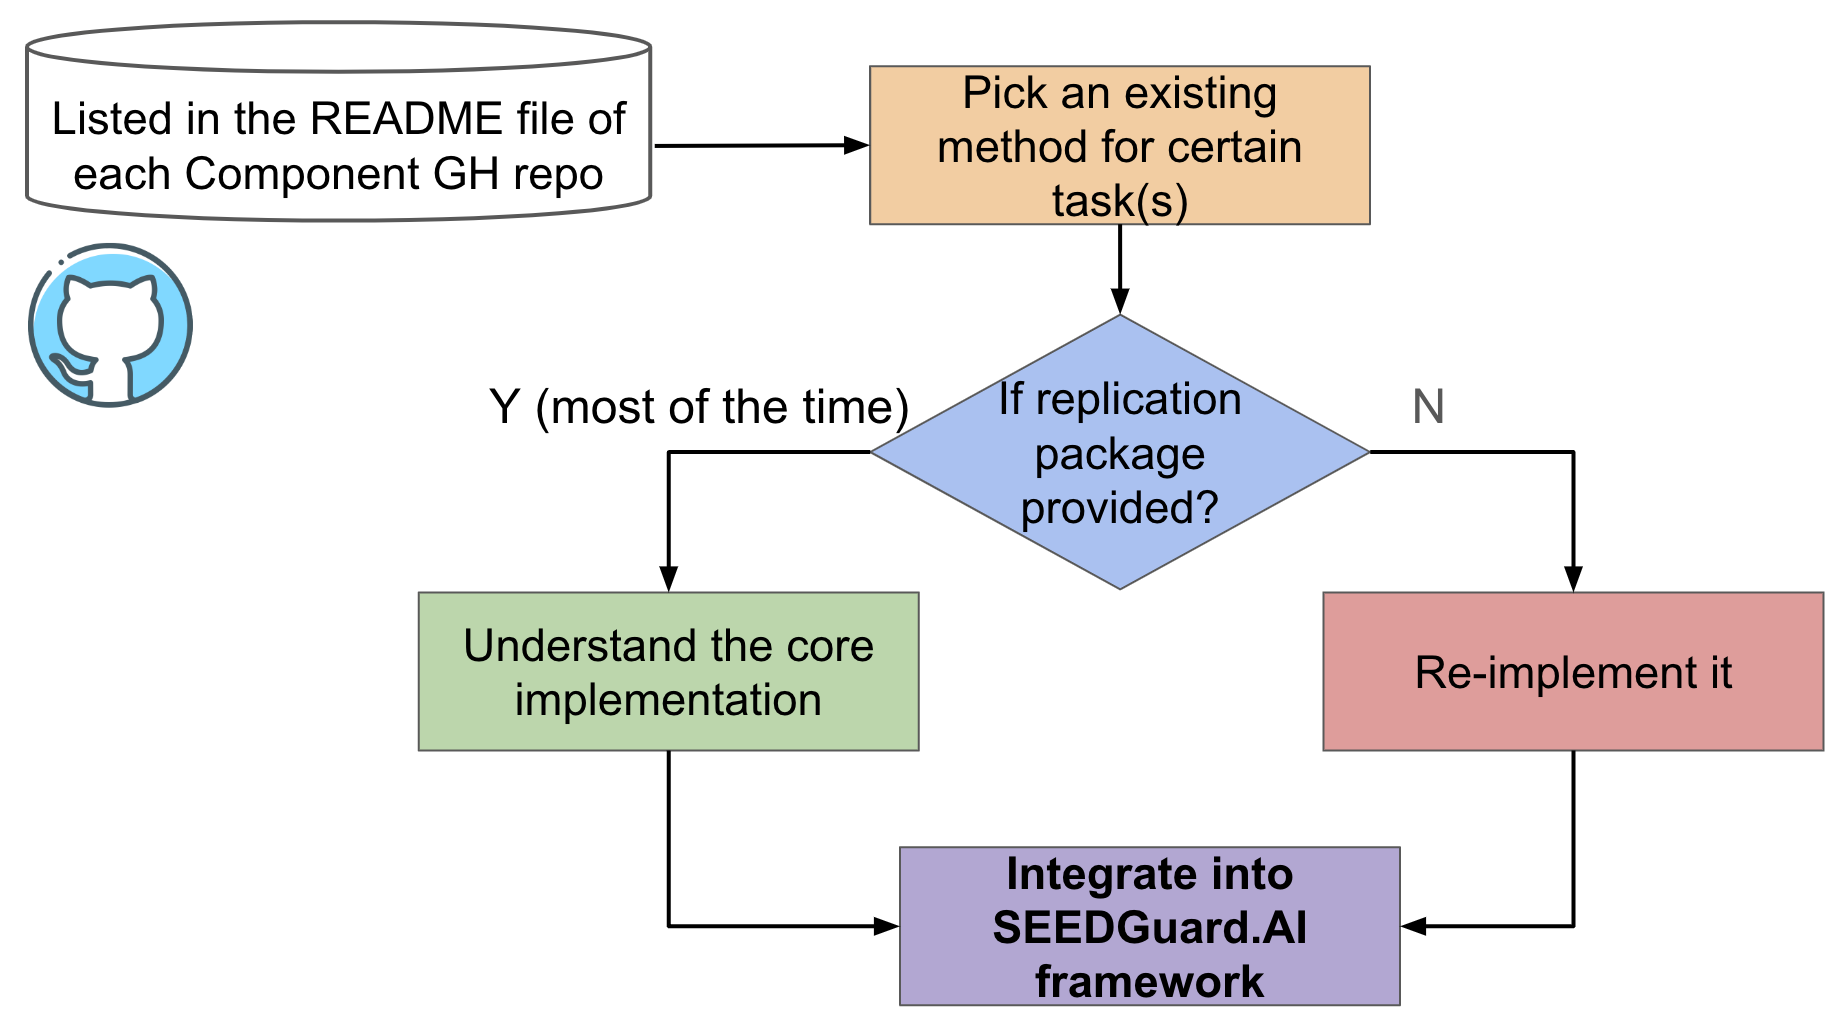 Listed in the README file of
each Component GH repo
Pick an existing
method for certain
task(s)
Y (most of the time)
If replication
package
provided?
N
Understand the core
implementation
Re-implement it
Integrate into
SEEDGuard.AI
framework